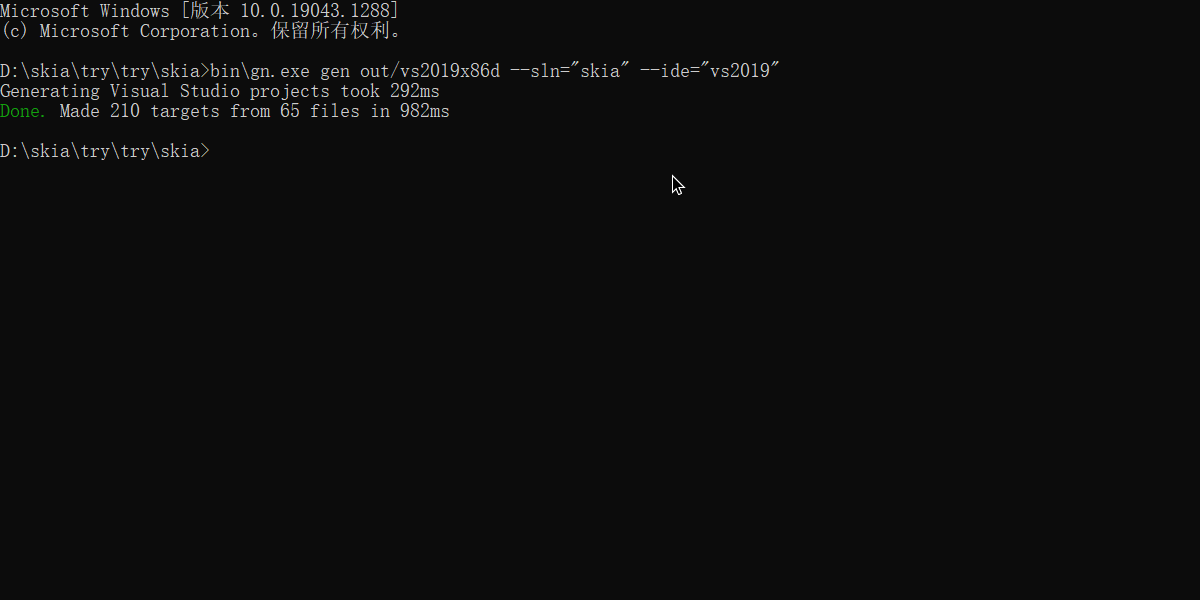 Microsoft Windows [版本 10.0.19043.1288]
(c) Microsoft Corporation。保留所有权利。
D:\skia\try\try\skia>bin\gn.exe gen out/vs2019x86d --sln="skia" --ide="vs2019"
Generating Visual Studio projects took 292ms
Done. Made 210 targets from 65 files in 982ms
D:\skia\try\try\skia>